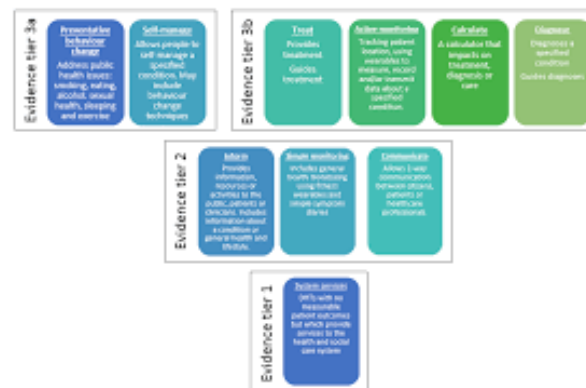 Evidence tier 3a
Preventative
behaviour
change
Address public
health issues:
smoking, eating,
alcohol, sexual
health, sleeping
and exercise
Self-manage
Allows people to
self-manage a
specified
condition. May
include
behaviour
change
techniques
Evidence tier 3b
Treat
Provides
treatment
Guides
treatment
Active monitoring
Tracking patient
location, using
wearables to
measure, record
and/or transmit
data about a
specified
condition.
Calculate
A calculator that
impacts on
treatment,
diagnosis or
care
Diagnose
Diagnoses a
specified
condition
Guides diagnoses
Evidence tier 2
Inform
Provides
information,
resources or
activities to the
public, patients or
clinicians. Includes
information about
a condition or
general health and
lifestyle.
Simple monitoring
Includes general
health monitoring
using fitness
wearables and
simple symptom
diaries
Communicate
Allows 2-way
communication
between citizens,
patients or
healthcare
professionals.
Evidence tier 1
System services
DHTs with no
measurable
patient outcomes
but which provide
services to the
health and social
care system